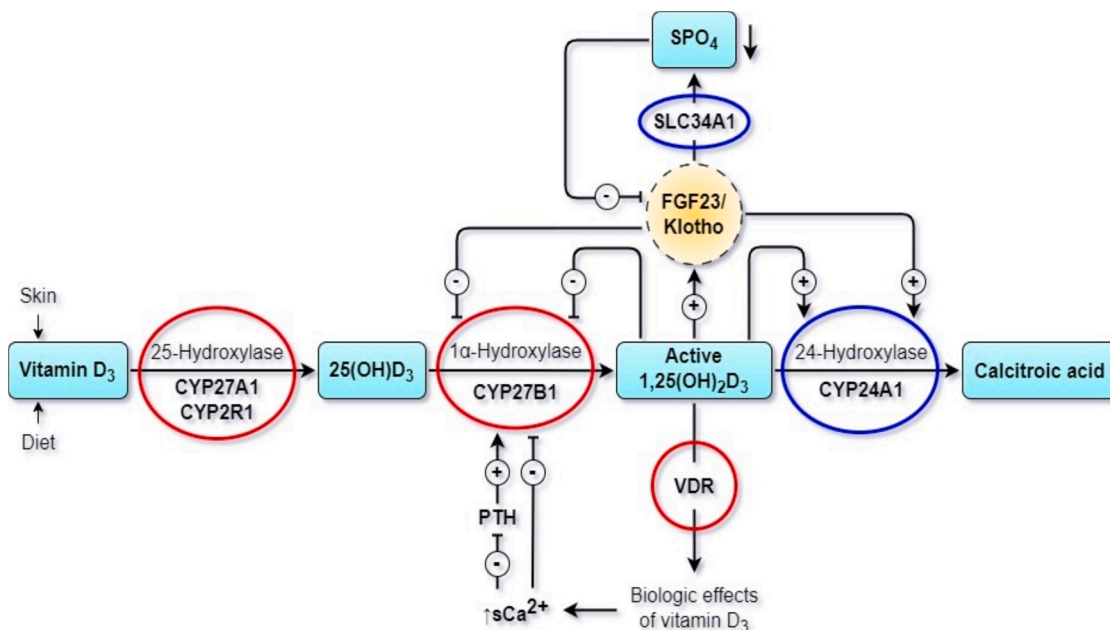 SPO₄
SLC34A1
-
FGF23/
Klotho
-
-
+
+
+
Skin
Vitamin D₃
Diet
25-Hydroxylase
CYP27A1
CYP2R1
25(OH)D₃
1α-Hydroxylase
CYP27B1
Active
1,25(OH)₂D₃
24-Hydroxylase
CYP24A1
Calcitroic acid
+
-
VDR
PTH
-
↑sCa²⁺
Biologic effects
of vitamin D₃